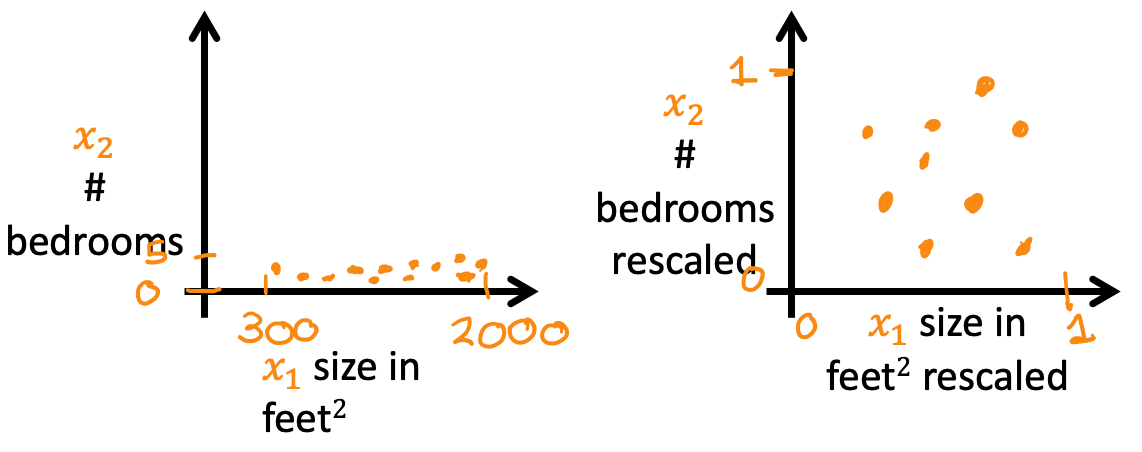 x₂
#
bedrooms
5
0
300
2000
x₁ size in
feet²
1
x₂
#
bedrooms
rescaled
0
0
1
x₁ size in
feet² rescaled